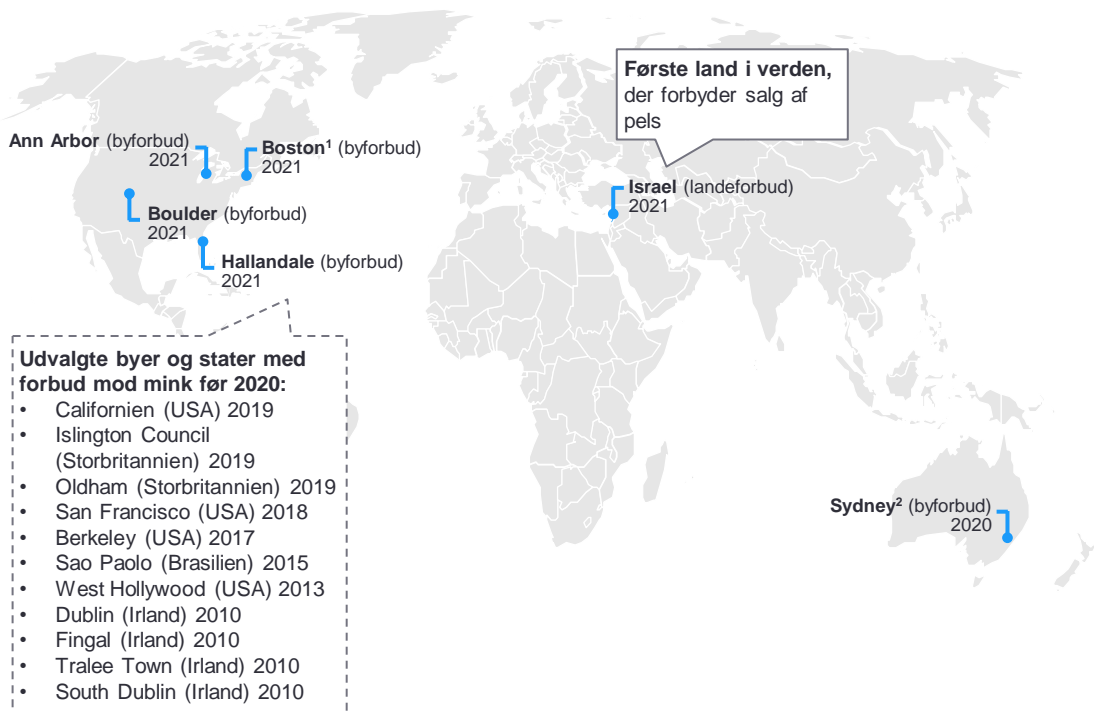 Første land i verden,
der forbyder salg af
pels
Ann Arbor (byforbud)
2021
Boston¹ (byforbud)
2021
Israel (landeforbud)
2021
Boulder (byforbud)
2021
Hallandale (byforbud)
2021
Udvalgte byer og stater med
forbud mod mink før 2020:
• Californien (USA) 2019
• Islington Council
(Storbritannien) 2019
• Oldham (Storbritannien) 2019
• San Francisco (USA) 2018
• Berkeley (USA) 2017
• Sao Paolo (Brasilien) 2015
• West Hollywood (USA) 2013
• Dublin (Irland) 2010
• Fingal (Irland) 2010
• Tralee Town (Irland) 2010
• South Dublin (Irland) 2010
Sydney² (byforbud)
2020